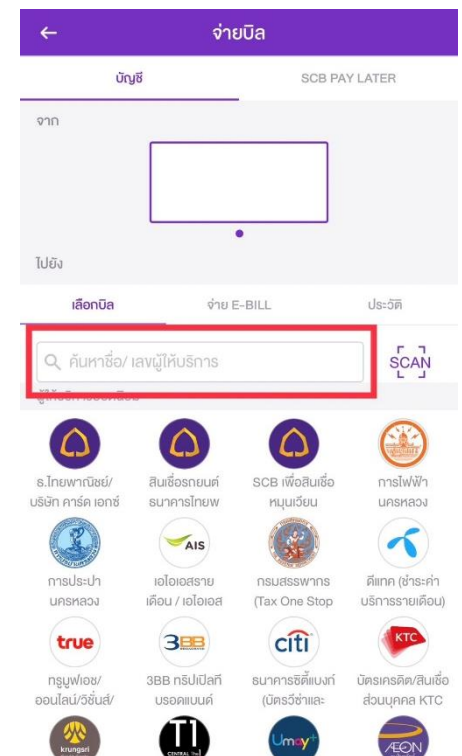 จ่ายบิล
บัญชี SCB PAY LATER
จาก
ไปยัง
เลือกบิล จ่าย E-BILL ประวัติ
ค้นหาชื่อ/ เลขผู้ให้บริการ SCAN
AIS
true 3BB citi KTC
krungsri T1 Umay+ ÆON
CENTRAL The
ธ.ไทยพาณิชย์/ สินเชื่อรถยนต์ SCB เพื่อสินเชื่อ การไฟฟ้า
บริษัท คาร์ด เอกซ์ ธนาคารไทยพ หมุนเวียน นครหลวง
การประปา เอไอเอสราย กรมสรรพากร ดีแทค (ชำระค่า
นครหลวง เดือน / เอไอเอส (Tax One Stop บริการรายเดือน)
ทรูมูฟเอช/ 3BB ทริปเปิลที ธนาคารซิตี้แบงก์ บัตรเครดิต/สินเชื่อ
ออนไลน์/วิชั่นส์/ บรอดแบนด์ (บัตรวีซ่าและ ส่วนบุคคล KTC